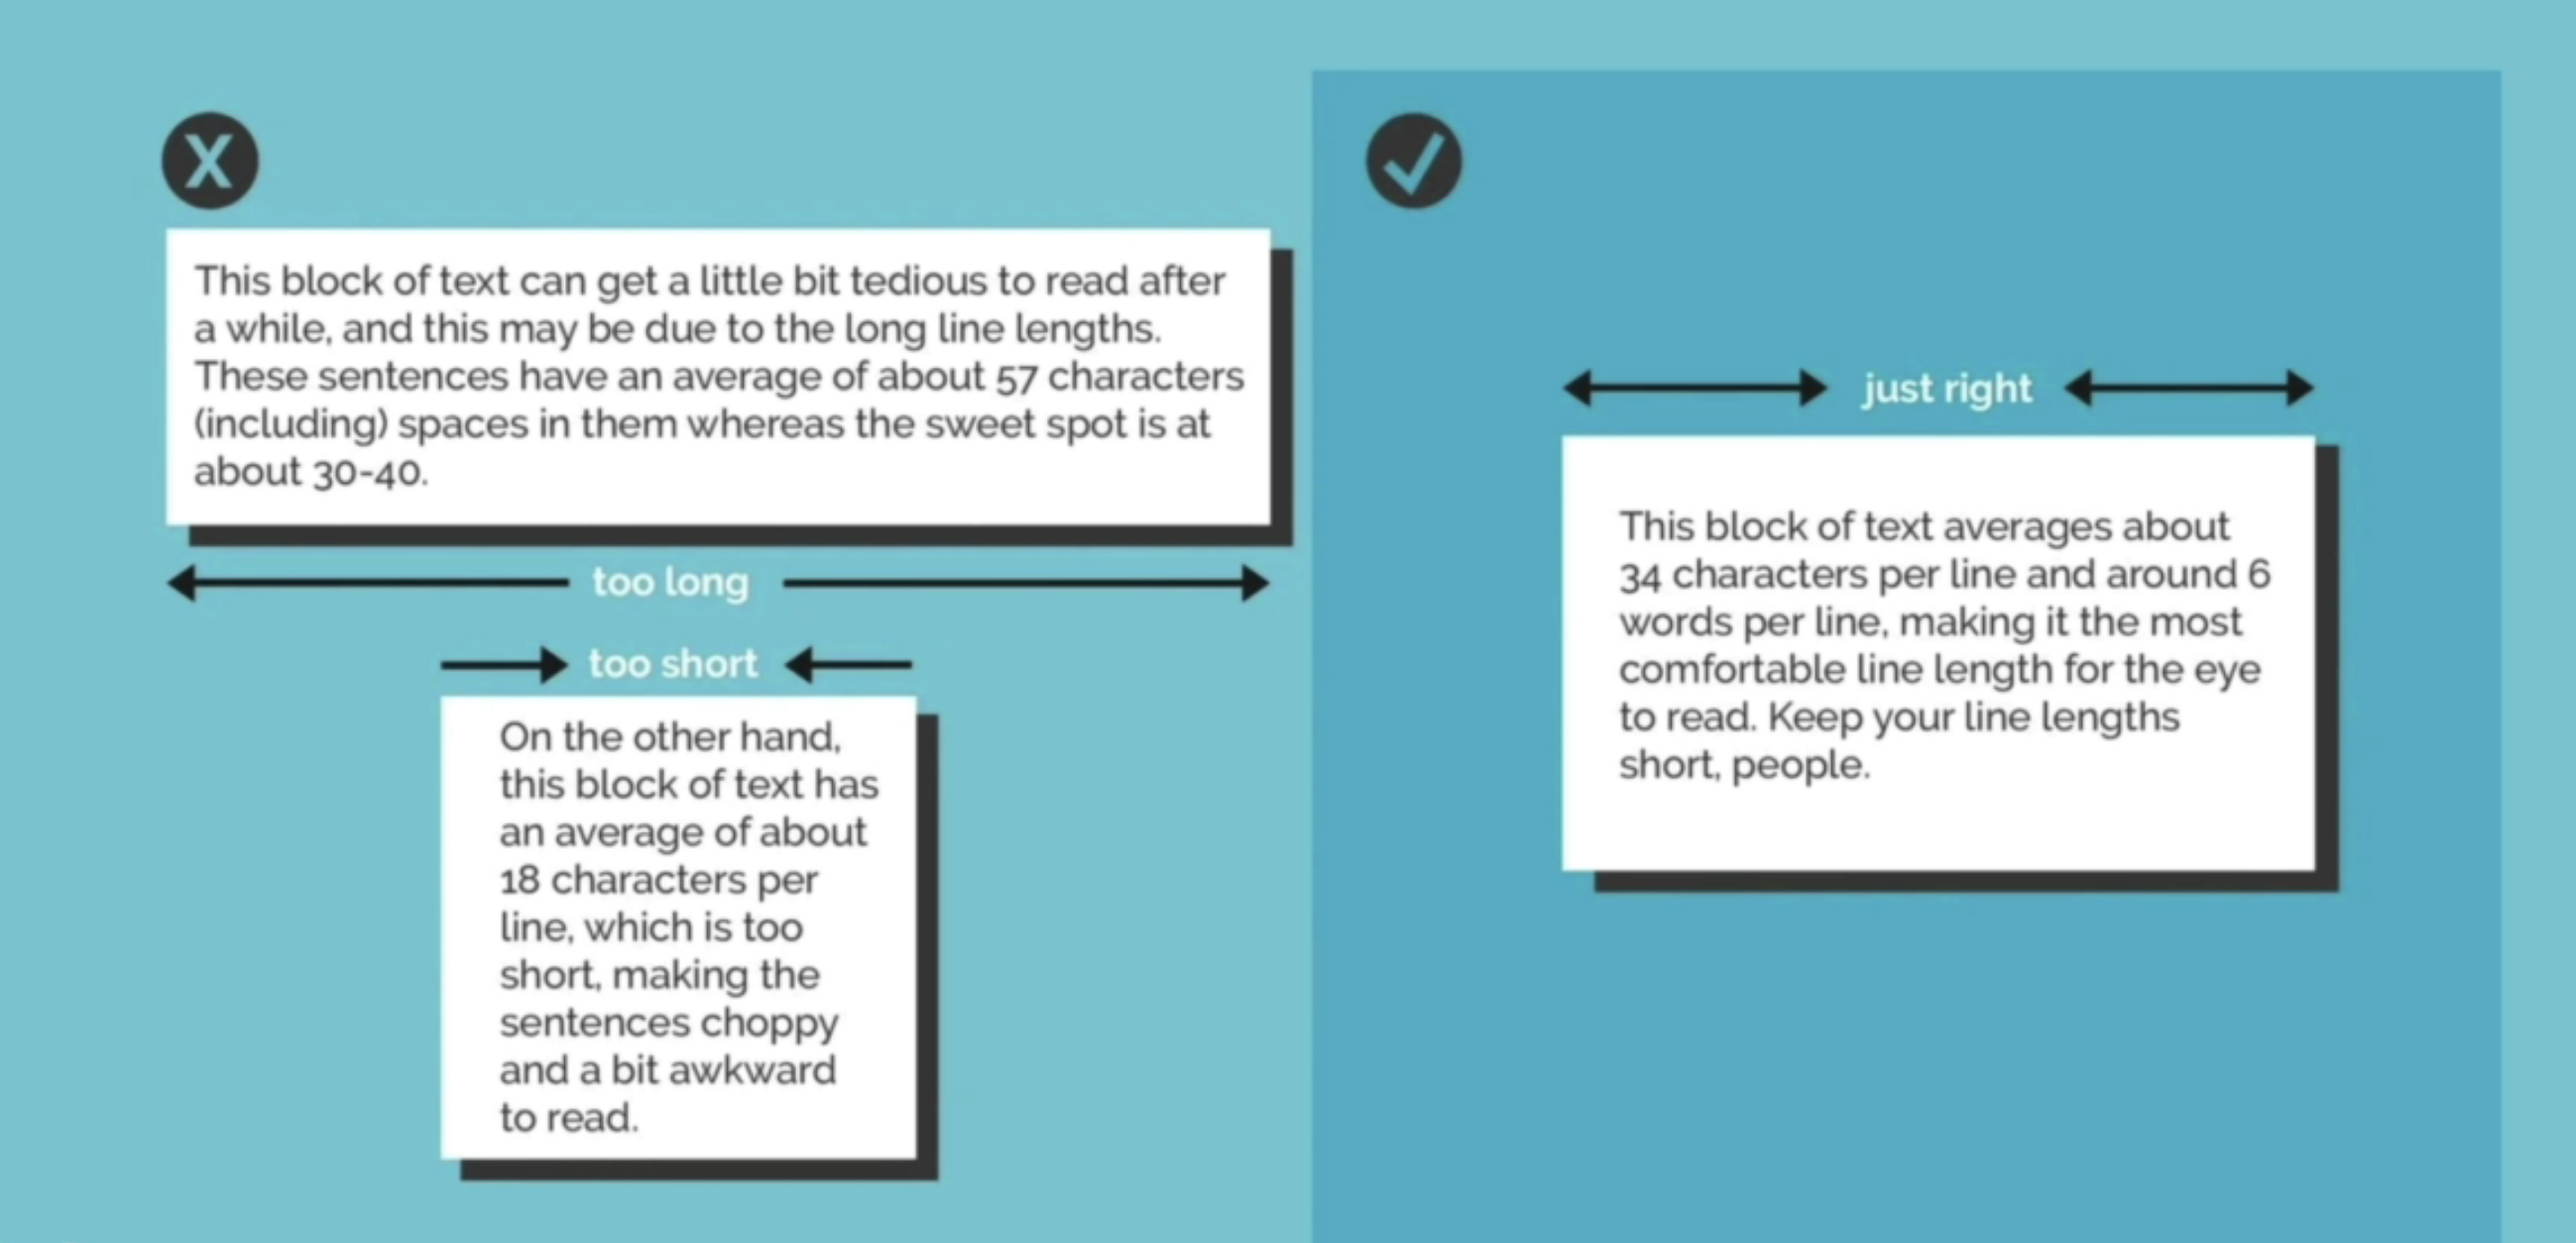 X
This block of text can get a little bit tedious to read after
a while, and this may be due to the long line lengths.
These sentences have an average of about 57 characters
(including) spaces in them whereas the sweet spot is at
about 30-40.
too long
too short
On the other hand,
this block of text has
an average of about
18 characters per
line, which is too
short, making the
sentences choppy
and a bit awkward
to read.
just right
This block of text averages about
34 characters per line and around 6
words per line, making it the most
comfortable line length for the eye
to read. Keep your line lengths
short, people.